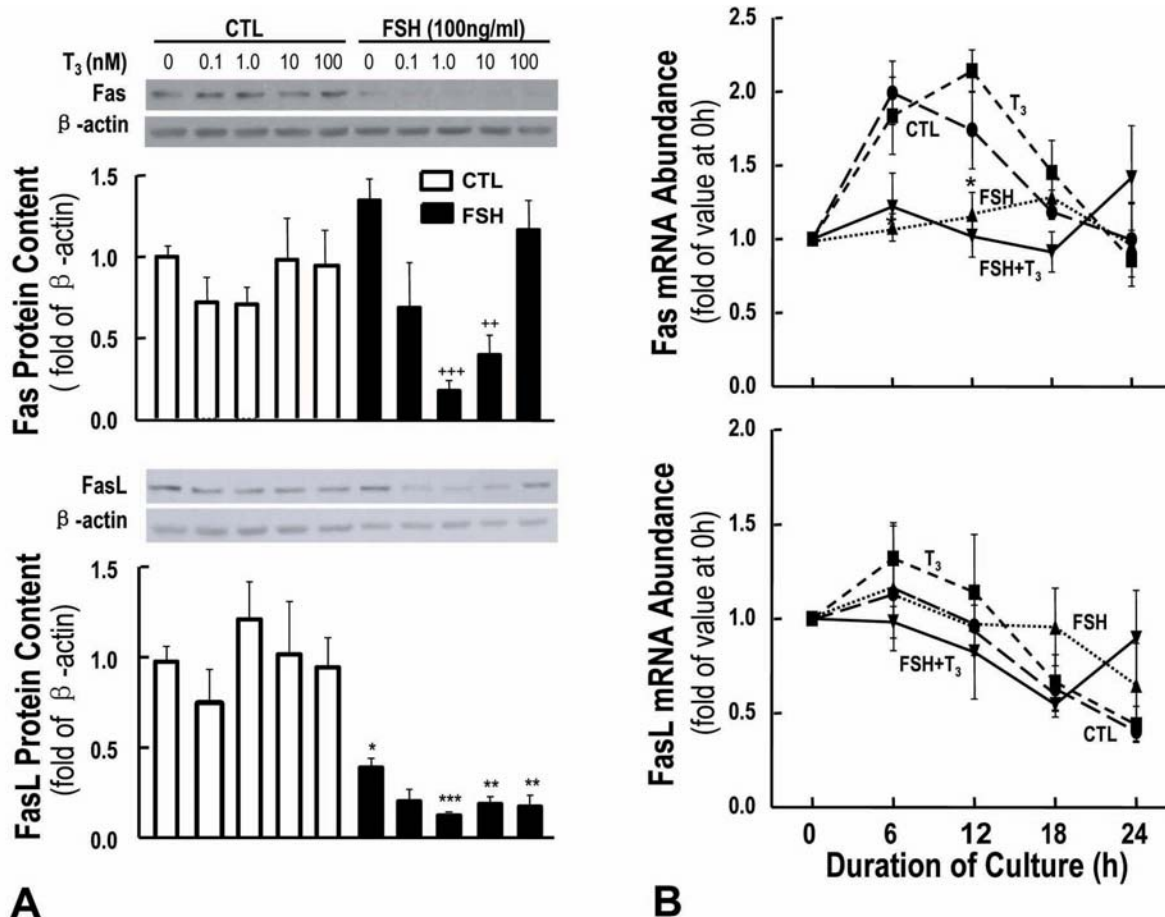 CTL FSH (100ng/ml)
T3 (nM) 0 0.1 1.0 10 100 0 0.1 1.0 10 100
Fas
β-actin
Fas Protein Content
(fold of β-actin)
1.5
1.0
0.5
0.0
CTL
FSH
+++
++
FasL
β-actin
FasL Protein Content
(fold of β-actin)
1.5
1.0
0.5
0.0
*
***
**
**
A
Fas mRNA Abundance
(fold of value at 0h)
2.5
2.0
1.5
1.0
0.5
2.0
T3
CTL
*
FSH
*
FSH+T3
FasL mRNA Abundance
(fold of value at 0h)
2.0
1.5
1.0
0.5
0.0
T3
FSH
FSH+T3
CTL
0 6 12 18 24
Duration of Culture (h)
B